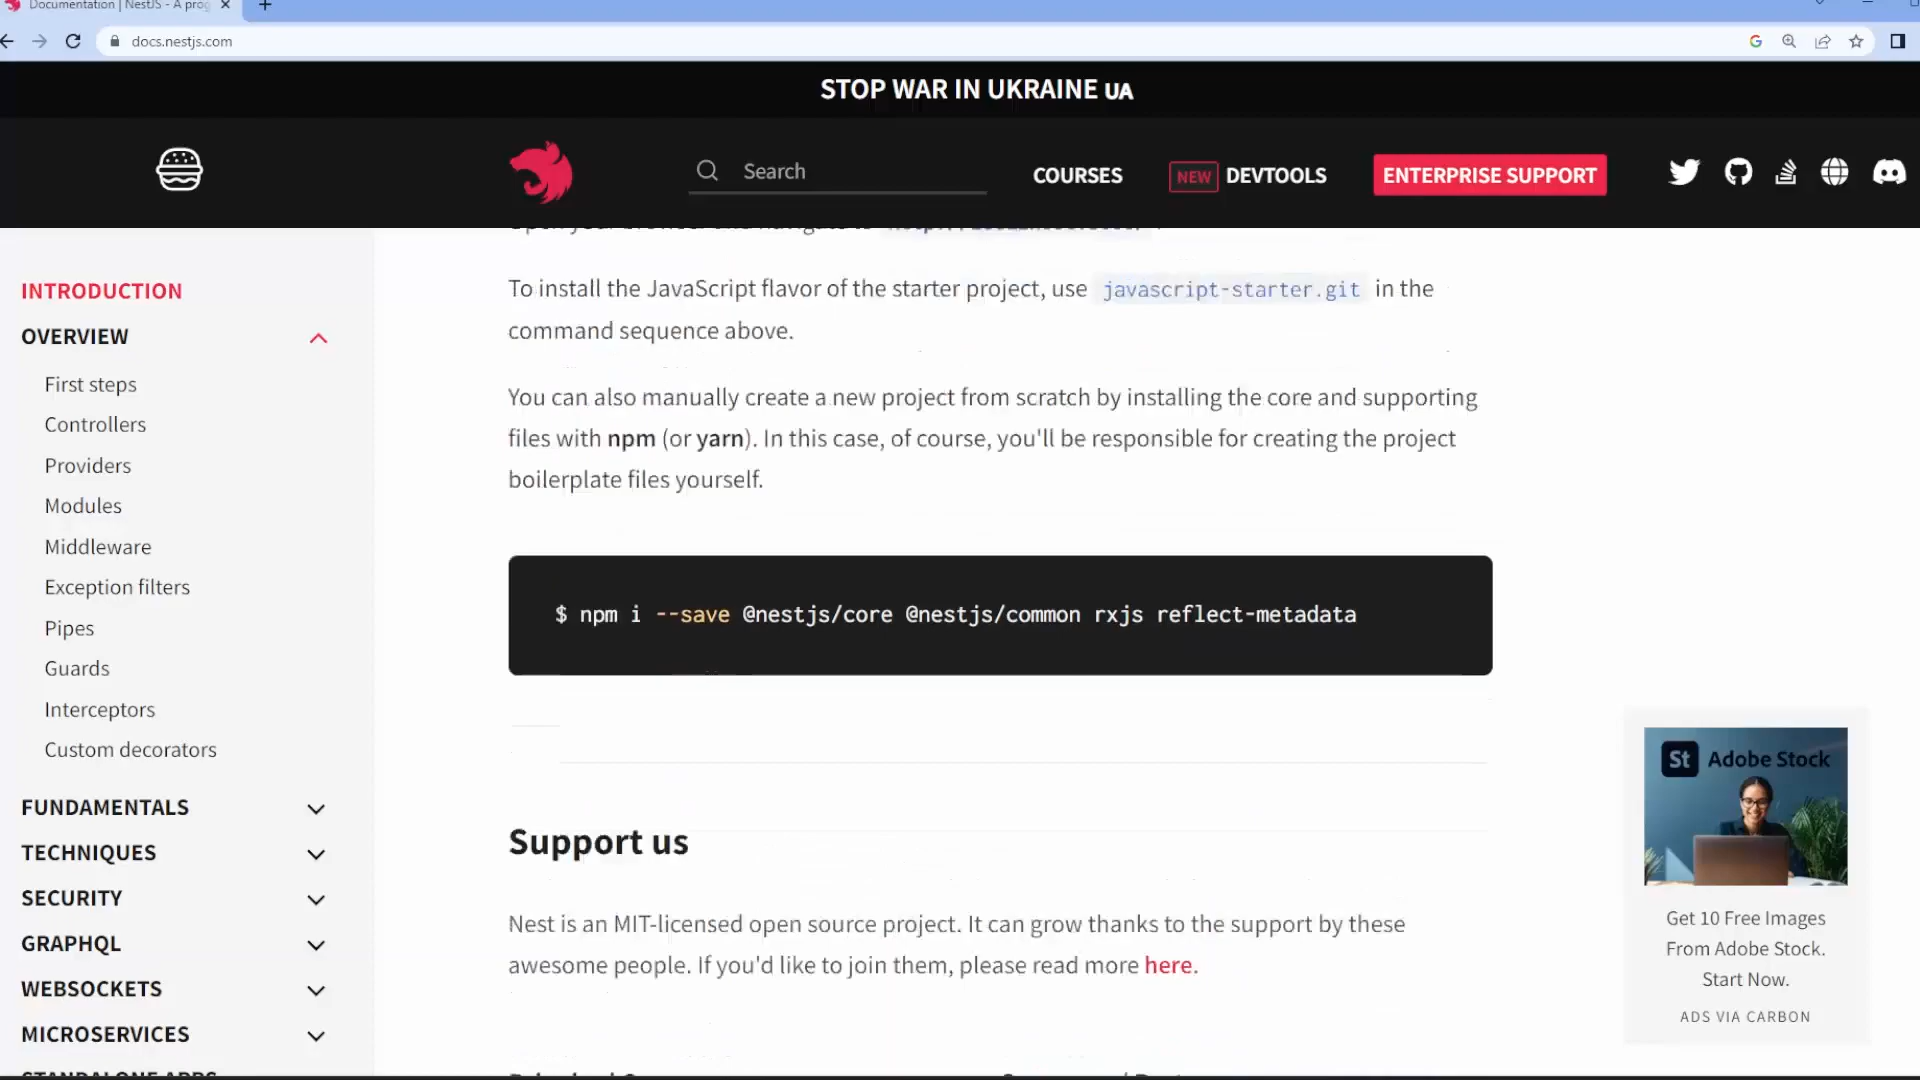 Documentation | NestJS - A prog
docs.nestjs.com
STOP WAR IN UKRAINE UA
Search
COURSES
NEW DEVTOOLS
ENTERPRISE SUPPORT
INTRODUCTION
OVERVIEW
First steps
Controllers
Providers
Modules
Middleware
Exception filters
Pipes
Guards
Interceptors
Custom decorators
FUNDAMENTALS
TECHNIQUES
SECURITY
GRAPHQL
WEBSOCKETS
MICROSERVICES
STANDALONE APPS
To install the JavaScript flavor of the starter project, use javascript-starter.git in the
command sequence above.
You can also manually create a new project from scratch by installing the core and supporting
files with npm (or yarn). In this case, of course, you'll be responsible for creating the project
boilerplate files yourself.
$ npm i --save @nestjs/core @nestjs/common rxjs reflect-metadata
Support us
Nest is an MIT-licensed open source project. It can grow thanks to the support by these
awesome people. If you'd like to join them, please read more here.
St Adobe Stock
Get 10 Free Images
From Adobe Stock.
Start Now.
ADS VIA CARBON